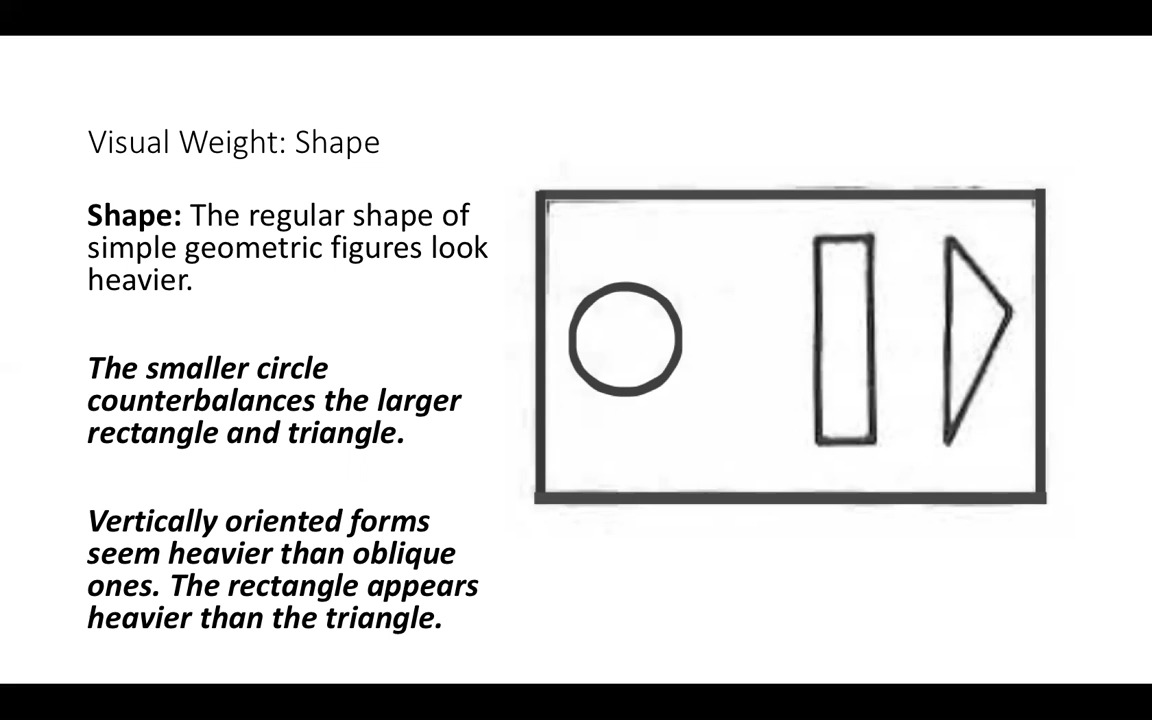 Visual Weight: Shape
Shape: The regular shape of
simple geometric figures look
heavier.
The smaller circle
counterbalances the larger
rectangle and triangle.
Vertically oriented forms
seem heavier than oblique
ones. The rectangle appears
heavier than the triangle.